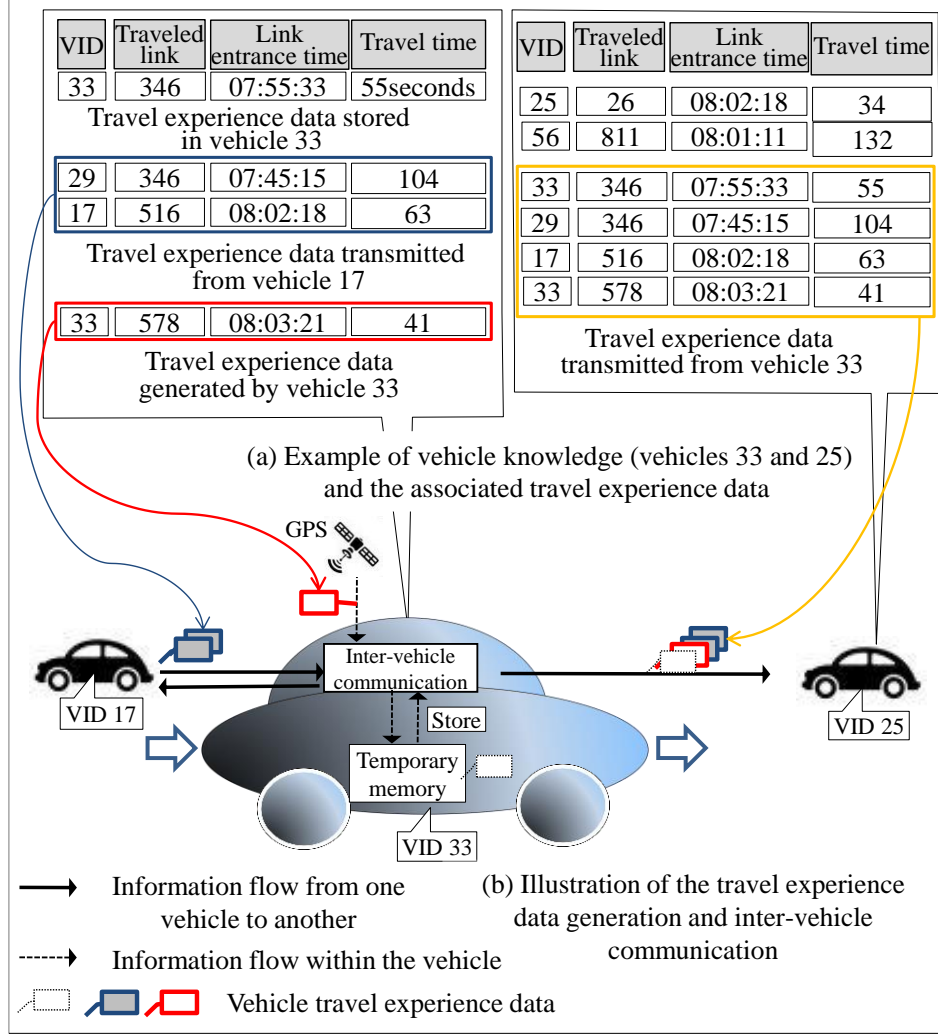 VID Traveled link Link entrance time Travel time
33 346 07:55:33 55seconds
Travel experience data stored
in vehicle 33
29 346 07:45:15 104
17 516 08:02:18 63
Travel experience data transmitted
from vehicle 17
33 578 08:03:21 41
Travel experience data
generated by vehicle 33
VID Traveled link Link entrance time Travel time
25 26 08:02:18 34
56 811 08:01:11 132
33 346 07:55:33 55
29 346 07:45:15 104
17 516 08:02:18 63
33 578 08:03:21 41
Travel experience data
transmitted from vehicle 33
(a) Example of vehicle knowledge (vehicles 33 and 25)
and the associated travel experience data
GPS
Inter-vehicle
communication
VID 17
Store
VID 25
Temporary
memory
VID 33
Information flow from one
vehicle to another
(b) Illustration of the travel experience
data generation and inter-vehicle
communication
Information flow within the vehicle
Vehicle travel experience data